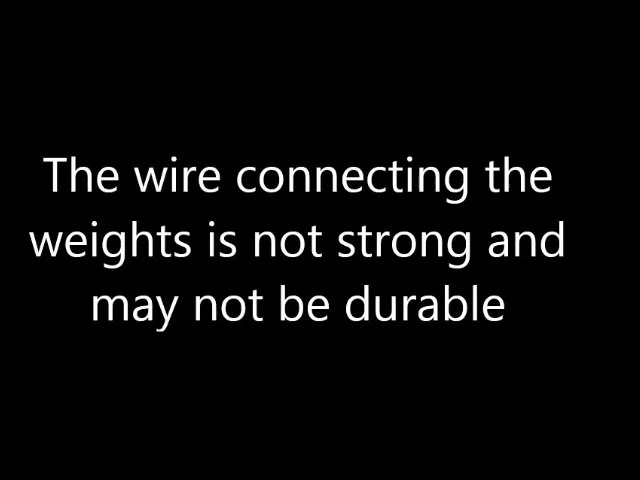 The wire connecting the
weights is not strong and
may not be durable